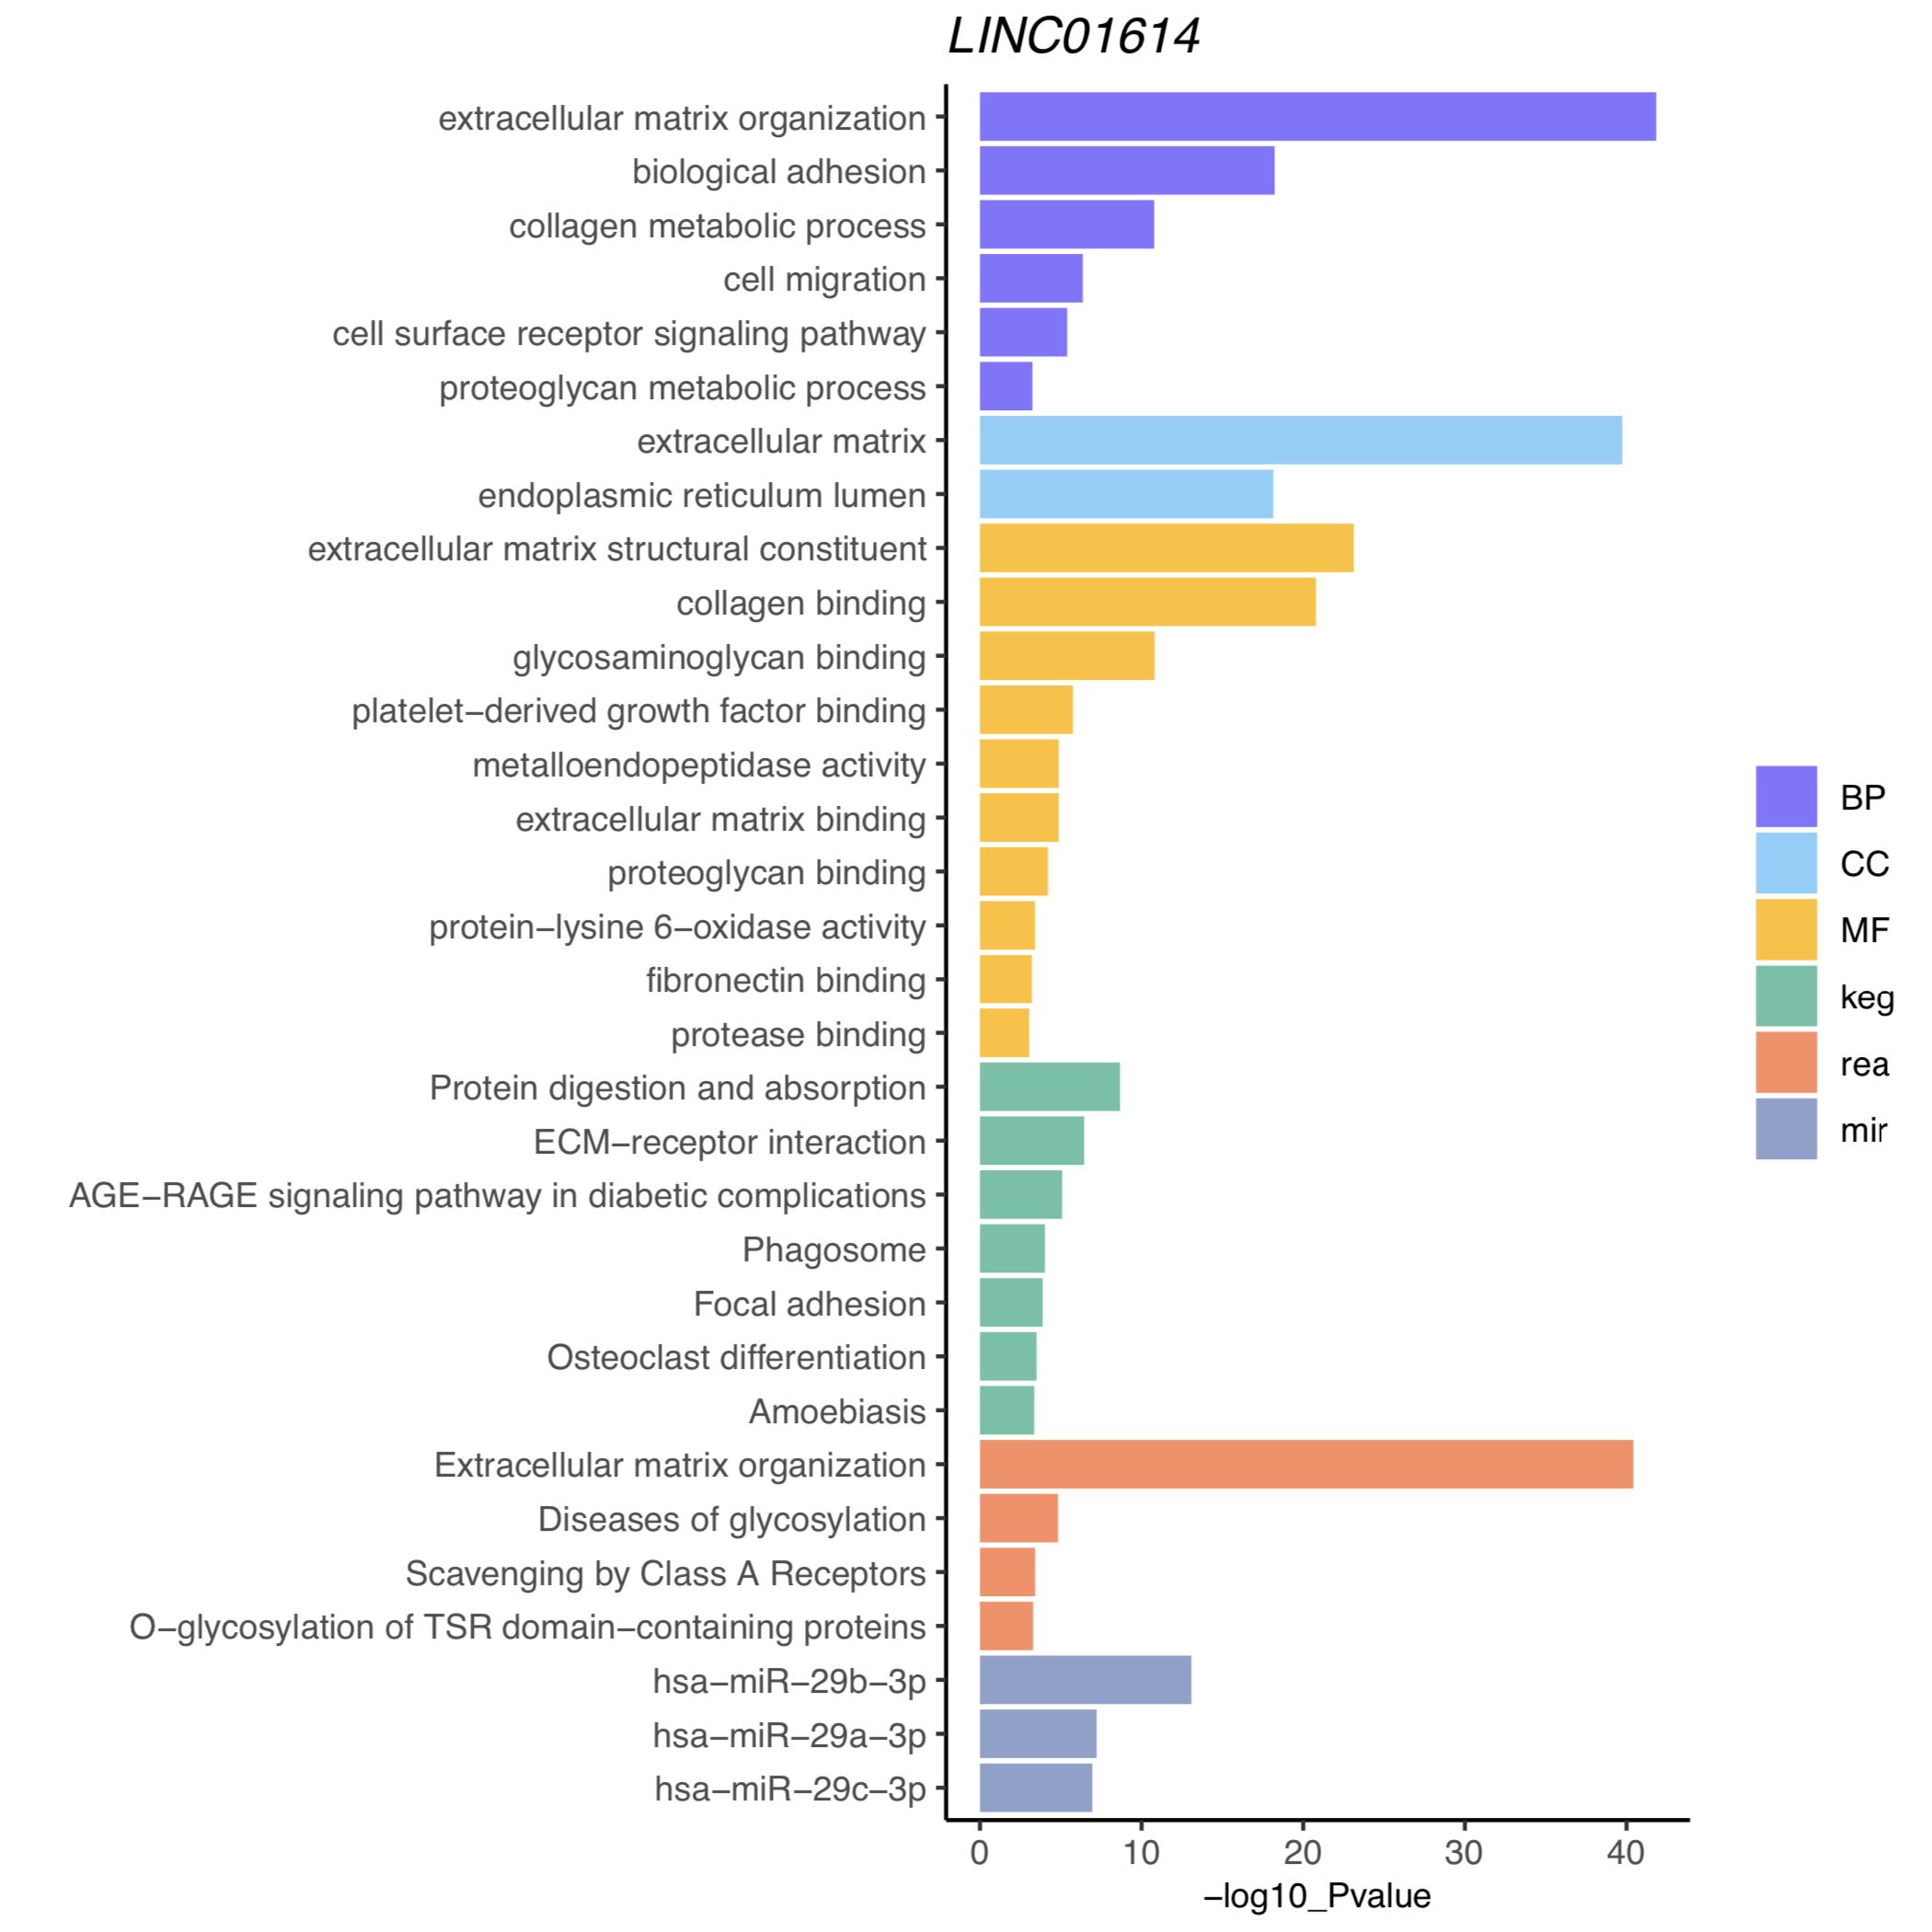 LINC01614
extracellular matrix organization
biological adhesion
collagen metabolic process
cell migration
cell surface receptor signaling pathway
proteoglycan metabolic process
extracellular matrix
endoplasmic reticulum lumen
extracellular matrix structural constituent
collagen binding
glycosaminoglycan binding
platelet−derived growth factor binding
metalloendopeptidase activity
extracellular matrix binding
proteoglycan binding
protein−lysine 6−oxidase activity
fibronectin binding
protease binding
Protein digestion and absorption
ECM−receptor interaction
AGE−RAGE signaling pathway in diabetic complications
Phagosome
Focal adhesion
Osteoclast differentiation
Amoebiasis
Extracellular matrix organization
Diseases of glycosylation
Scavenging by Class A Receptors
O−glycosylation of TSR domain−containing proteins
hsa−miR−29b−3p
hsa−miR−29a−3p
hsa−miR−29c−3p
0 10 20 30 40
−log10_Pvalue
BP
CC
MF
keg
rea
mir